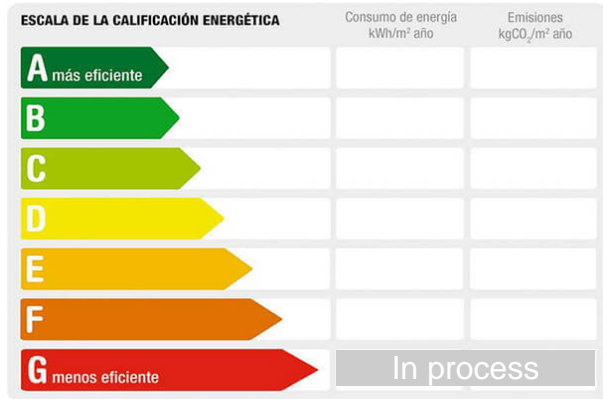 ESCALA DE LA CALIFICACIÓN ENERGÉTICA
Consumo de energía
kWh/m² año
Emisiones
kgCO₂/m² año
A más eficiente
B
C
D
E
F
G menos eficiente
In process